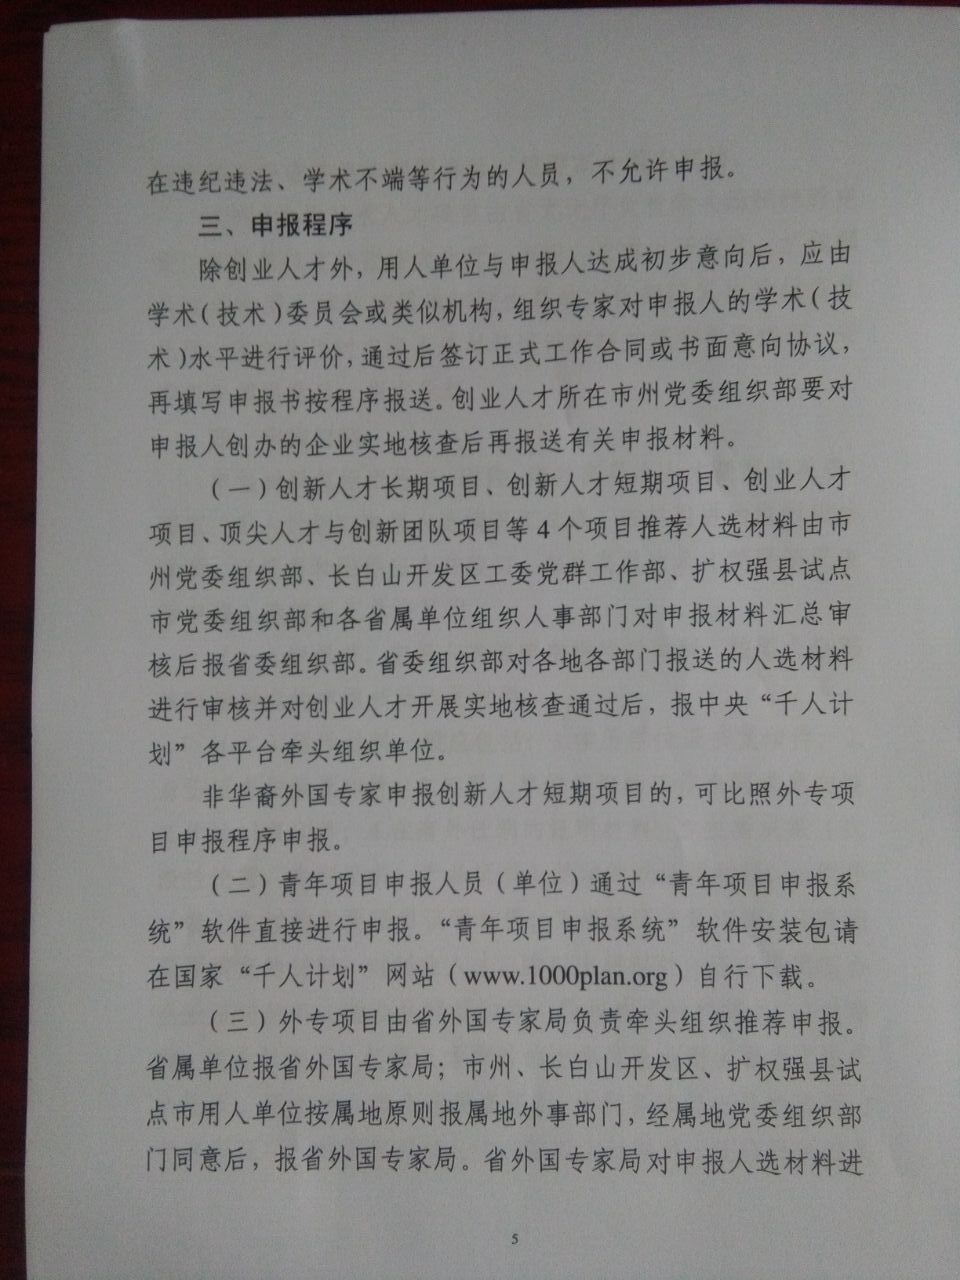 在违纪违法、学术不端等行为的人员，不允许申报。
三、申报程序
除创业人才外，用人单位与申报人达成初步意向后，应由
学术（技术）委员会或类似机构，组织专家对申报人的学术（技
术）水平进行评价，通过后签订正式工作合同或书面意向协议，
再填写申报书按程序报送。创业人才所在市州党委组织部要对
申报人创办的企业实地核查后再报送有关申报材料。
（一）创新人才长期项目、创新人才短期项目、创业人才
项目、顶尖人才与创新团队项目等4个项目推荐人选材料由市
州党委组织部、长白山开发区工委党群工作部、扩权强县试点
市党委组织部和各省属单位组织人事部门对申报材料汇总审
核后报省委组织部。省委组织部对各地各部门报送的人选材料
进行审核并对创业人才开展实地核查通过后，报中央“千人计
划”各平台牵头组织单位。
非华裔外国专家申报创新人才短期项目的，可比照外专项
目申报程序申报。
（二）青年项目申报人员（单位）通过“青年项目申报系
统”软件直接进行申报。“青年项目申报系统”软件安装包请
在国家“千人计划”网站（www.1000plan.org）自行下载。
（三）外专项目由省外国专家局负责牵头组织推荐申报。
省属单位报省外国专家局；市州、长白山开发区、扩权强县试
点市用人单位按属地原则报属地外事部门，经属地党委组织部
门同意后，报省外国专家局。省外国专家局对申报人选材料进
5